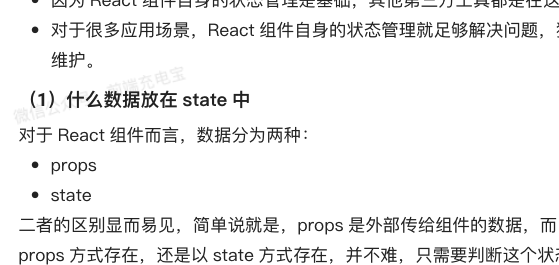 因为 React 组件自身的状态管理是基础，其他第三方工具都是在这
对于很多应用场景，React 组件自身的状态管理就足够解决问题，
维护。
（1）什么数据放在 state 中
对于 React 组件而言，数据分为两种：
props
state
二者的区别显而易见，简单说就是，props 是外部传给组件的数据，而
props 方式存在，还是以 state 方式存在，并不难，只需要判断这个状